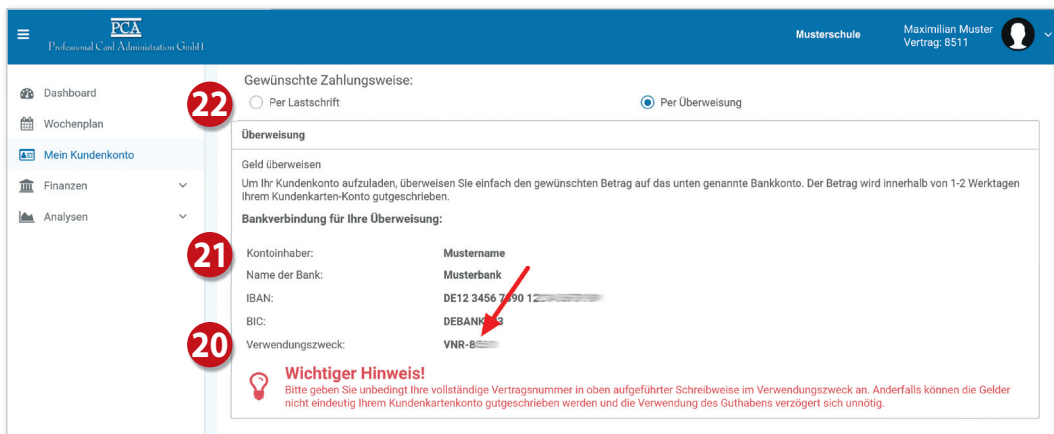 PCA
Professional Card Administration GmbH
Musterschule
Maximilian Muster
Vertrag: 8511
Dashboard
Wochenplan
Mein Kundenkonto
Finanzen
Analysen
Gewünschte Zahlungsweise:
22
Per Lastschrift
Per Überweisung
Überweisung
Geld überweisen
Um Ihr Kundenkonto aufzuladen, überweisen Sie einfach den gewünschten Betrag auf das unten genannte Bankkonto. Der Betrag wird innerhalb von 1-2 Werktagen
Ihrem Kundenkarten-Konto gutgeschrieben.
Bankverbindung für Ihre Überweisung:
21
Kontoinhaber: Mustername
Name der Bank: Musterbank
IBAN: DE12 3456
BIC:
20
Verwendungszweck: VNR-8
Wichtiger Hinweis!
Bitte geben Sie unbedingt Ihre vollständige Vertragsnummer in oben aufgeführter Schreibweise im Verwendungszweck an. Anderfalls können die Gelder
nicht eindeutig Ihrem Kundenkartenkonto gutgeschrieben werden und die Verwendung des Guthabens verzögert sich unnötig.